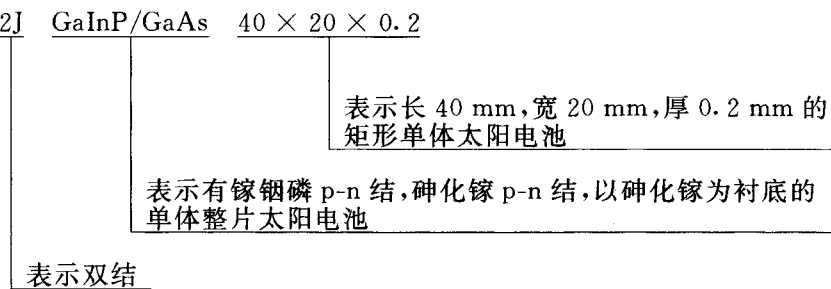 2J GaInP/GaAs 40 × 20 × 0.2
表示长 40 mm,宽 20 mm,厚 0.2 mm 的
矩形单体太阳电池
表示有镓铟磷 p-n 结,砷化镓 p-n 结,以砷化镓为衬底的
单体整片太阳电池
表示双结